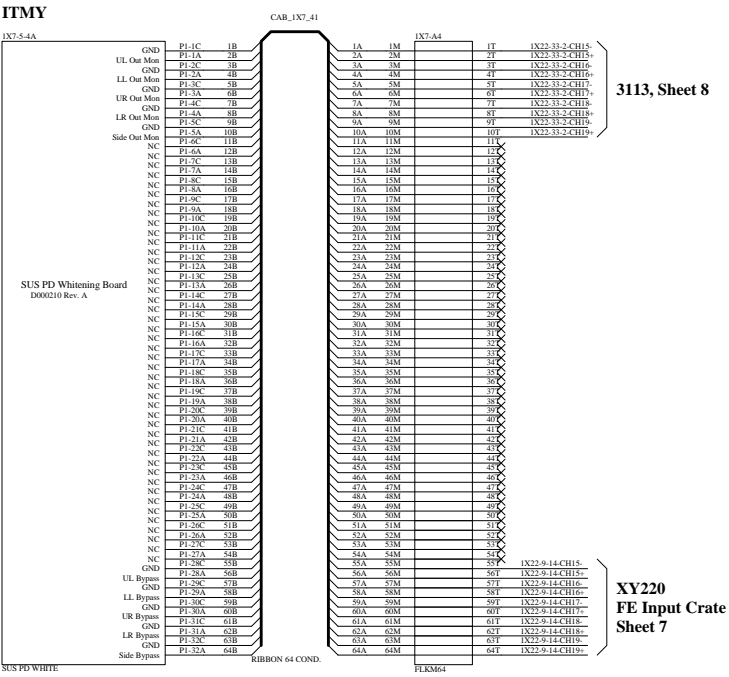 ITMY
CAB_1X7_41
1X7-5-4A 1X7-A4
GND P1-1C 1B 1A 1M 1T 1X22-33-2-CH15-
UL Out Mon P1-1A 2B 2A 2M 2T 1X22-33-2-CH15+
GND P1-2C 3B 3A 3M 3T 1X22-33-2-CH16-
LL Out Mon P1-2A 4B 4A 4M 4T 1X22-33-2-CH16+
GND P1-3C 5B 5A 5M 5T 1X22-33-2-CH17-
UR Out Mon P1-3A 6B 6A 6M 6T 1X22-33-2-CH17+
3113, Sheet 8
GND P1-4C 7B 7A 7M 7T 1X22-33-2-CH18-
LR Out Mon P1-4A 8B 8A 8M 8T 1X22-33-2-CH18+
GND P1-5C 9B 9A 9M 9T 1X22-33-2-CH19-
Side Out Mon P1-5A 10B 10A 10M 10T 1X22-33-2-CH19+
NC P1-6C 11B 11A 11M 11T
NC P1-6A 12B 12A 12M 12T
NC P1-7C 13B 13A 13M 13T
NC P1-7A 14B 14A 14M 14T
NC P1-8C 15B 15A 15M 15T
NC P1-8A 16B 16A 16M 16T
NC P1-9C 17B 17A 17M 17T
NC P1-9A 18B 18A 18M 18T
NC P1-10C 19B 19A 19M 19T
NC P1-10A 20B 20A 20M 20T
NC P1-11C 21B 21A 21M 21T
NC P1-11A 22B 22A 22M 22T
NC P1-12C 23B 23A 23M 23T
NC P1-12A 24B 24A 24M 24T
NC P1-13C 25B 25A 25M 25T
SUS PD Whitening Board
NC P1-13A 26B 26A 26M 26T
D000210 Rev. A
NC P1-14C 27B 27A 27M 27T
NC P1-14A 28B 28A 28M 28T
NC P1-15C 29B 29A 29M 29T
NC P1-15A 30B 30A 30M 30T
NC P1-16C 31B 31A 31M 31T
NC P1-16A 32B 32A 32M 32T
NC P1-17C 33B 33A 33M 33T
NC P1-17A 34B 34A 34M 34T
NC P1-18C 35B 35A 35M 35T
NC P1-18A 36B 36A 36M 36T
NC P1-19C 37B 37A 37M 37T
NC P1-19A 38B 38A 38M 38T
NC P1-20C 39B 39A 39M 39T
NC P1-20A 40B 40A 40M 40T
NC P1-21C 41B 41A 41M 41T
NC P1-21A 42B 42A 42M 42T
NC P1-22C 43B 43A 43M 43T
NC P1-22A 44B 44A 44M 44T
NC P1-23C 45B 45A 45M 45T
NC P1-23A 46B 46A 46M 46T
NC P1-24C 47B 47A 47M 47T
NC P1-24A 48B 48A 48M 48T
NC P1-25C 49B 49A 49M 49T
NC P1-25A 50B 50A 50M 50T
NC P1-26C 51B 51A 51M 51T
NC P1-26A 52B 52A 52M 52T
NC P1-27C 53B 53A 53M 53T
NC P1-27A 54B 54A 54M 54T
GND P1-28C 55B 55A 55M 55T 1X22-9-14-CH15-
UL Bypass P1-28A 56B 56A 56M 56T 1X22-9-14-CH15+
GND P1-29C 57B 57A 57M 57T 1X22-9-14-CH16-
LL Bypass P1-29A 58B 58A 58M 58T 1X22-9-14-CH16+
GND P1-30C 59B 59A 59M 59T 1X22-9-14-CH17-
UR Bypass P1-30A 60B 60A 60M 60T 1X22-9-14-CH17+
GND P1-31C 61B 61A 61M 61T 1X22-9-14-CH18-
LR Bypass P1-31A 62B 62A 62M 62T 1X22-9-14-CH18+
GND P1-32C 63B 63A 63M 63T 1X22-9-14-CH19-
Side Bypass P1-32A 64B 64A 64M 64T 1X22-9-14-CH19+
XY220
FE Input Crate
Sheet 7
RIBBON 64 COND.
SUS PD WHITE FLKM64